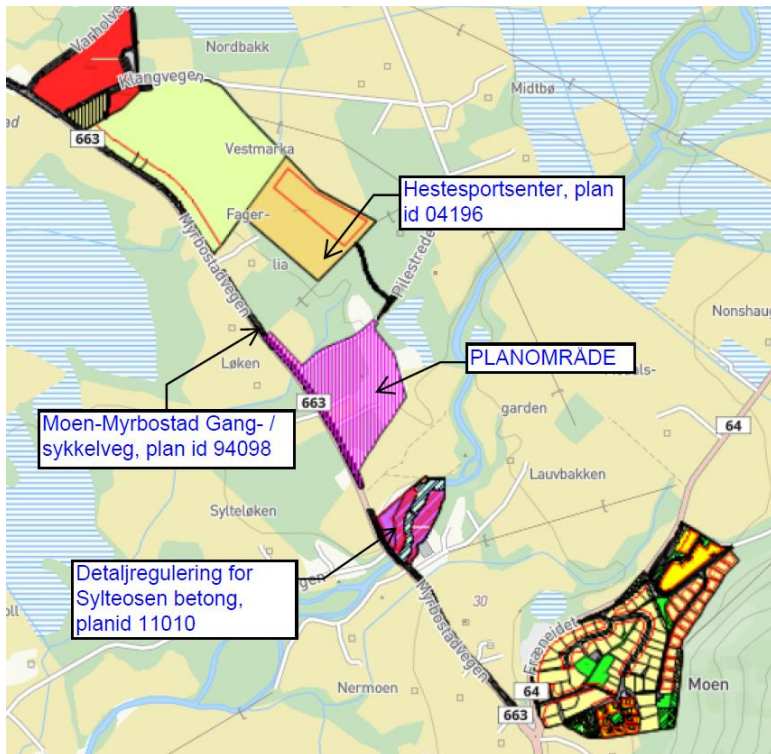 Varholve
Nordbakk
Klangvegen
Midtbø
663
Vestmarka
Hestesportsenter, plan
id 04196
Fager-
lia
Pilestrede
Myrbostadvegen
Nonshaug
Løken
PLANOMRÅDE
663
garden
64
Moen-Myrbostad Gang- /
sykkelveg, plan id 94098
Lauvbakken
Sylteløken
Detaljregulering for
Sylteosen betong,
planid 11010
30
Myrbostadvegen
Fræneidet
Nermoen
64
Moen
663